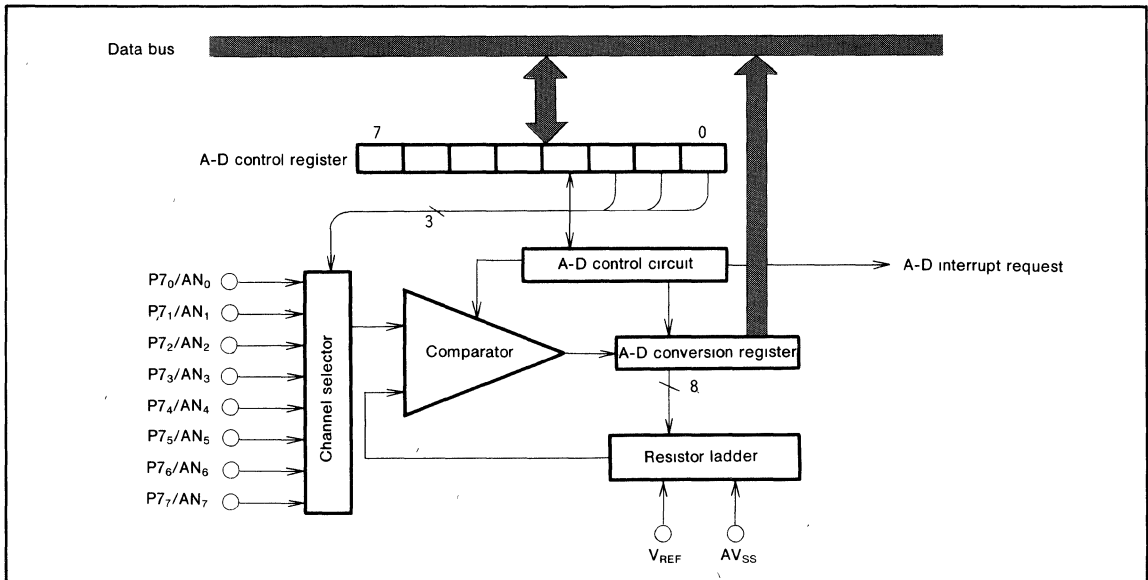 Data bus
7 0
A-D control register
3
A-D control circuit
A-D interrupt request
P7₀/AN₀
P7₁/AN₁
P7₂/AN₂
P7₃/AN₃
P7₄/AN₄
P7₅/AN₅
P7₆/AN₆
P7₇/AN₇
Channel selector
Comparator
A-D conversion register
8
Resistor ladder
V_REF
AV_SS